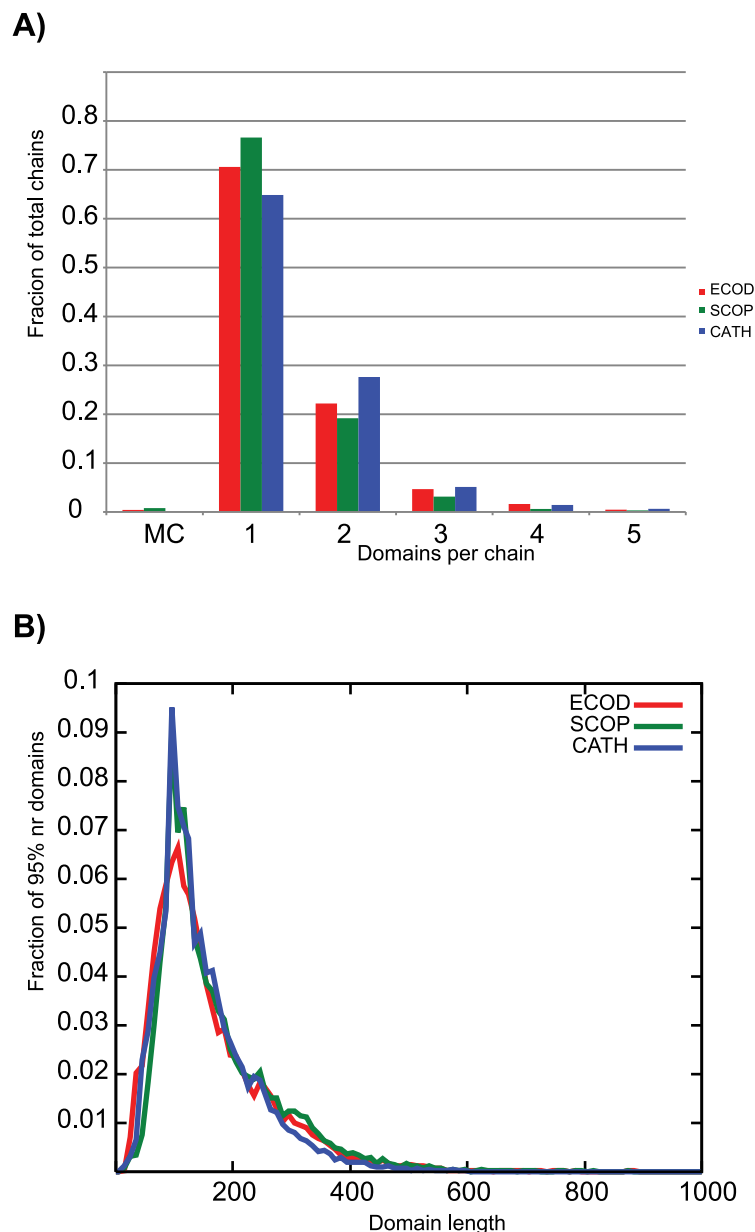 A)
Fracion of total chains
0.8
0.7
0.6
0.5
0.4
0.3
0.2
0.1
0
MC 1 2 3 4 5
Domains per chain
ECOD
SCOP
CATH
B)
Fraction of 95% nr domains
0.1
0.09
0.08
0.07
0.06
0.05
0.04
0.03
0.02
0.01
200 400 600 800 1000
Domain length
ECOD
SCOP
CATH